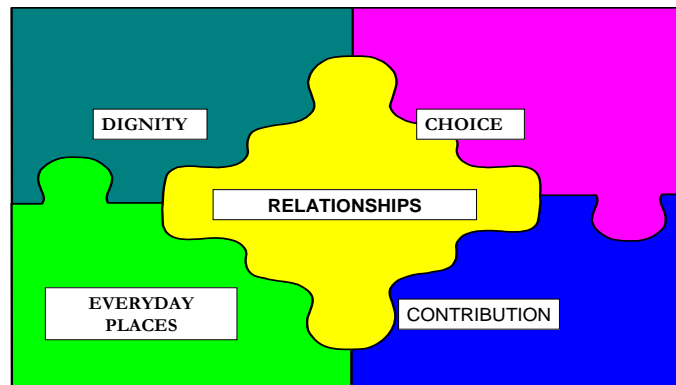 DIGNITY
CHOICE
RELATIONSHIPS
EVERYDAY
PLACES
CONTRIBUTION